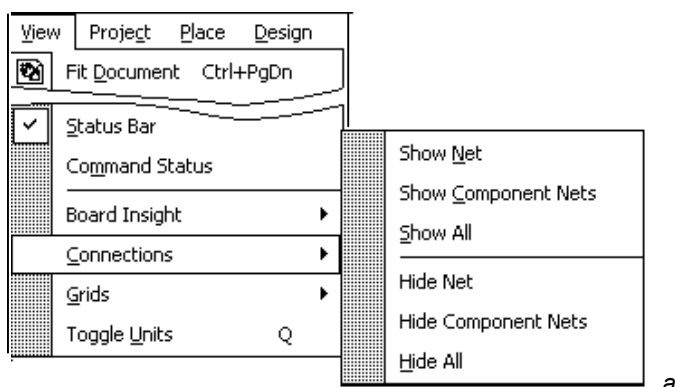 View Project Place Design
Fit Document Ctrl+PgDn
Status Bar
Command Status
Board Insight
Connections
Grids
Toggle Units Q
Show Net
Show Component Nets
Show All
Hide Net
Hide Component Nets
Hide All
a